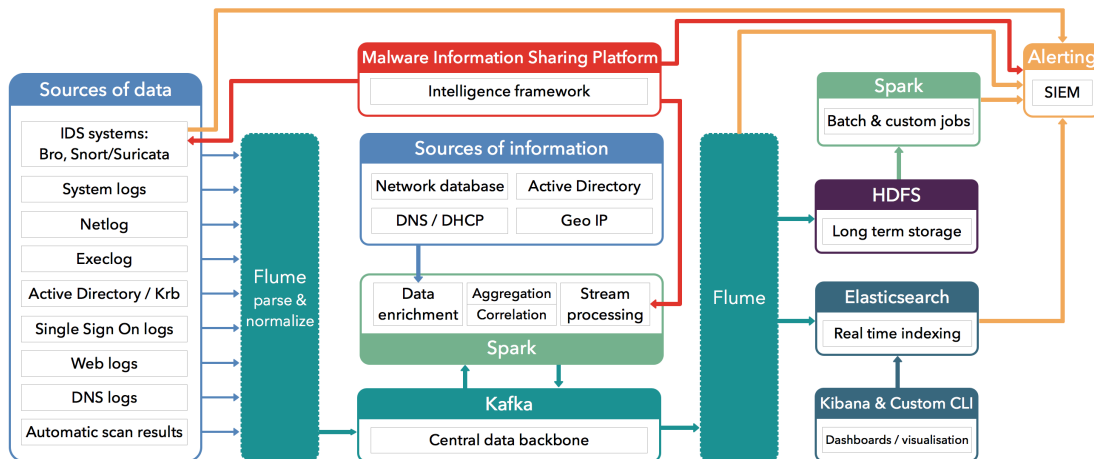 Sources of data
IDS systems:
Bro, Snort/Suricata
System logs
Netlog
Execlog
Active Directory / Krb
Single Sign On logs
Web logs
DNS logs
Automatic scan results
Flume
parse &
normalize
Malware Information Sharing Platform
Intelligence framework
Sources of information
Network database
Active Directory
DNS / DHCP
Geo IP
Data
enrichment
Aggregation
Correlation
Stream
processing
Spark
Kafka
Central data backbone
Flume
Spark
Batch & custom jobs
HDFS
Long term storage
Elasticsearch
Real time indexing
Kibana & Custom CLI
Dashboards / visualisation
Alerting
SIEM